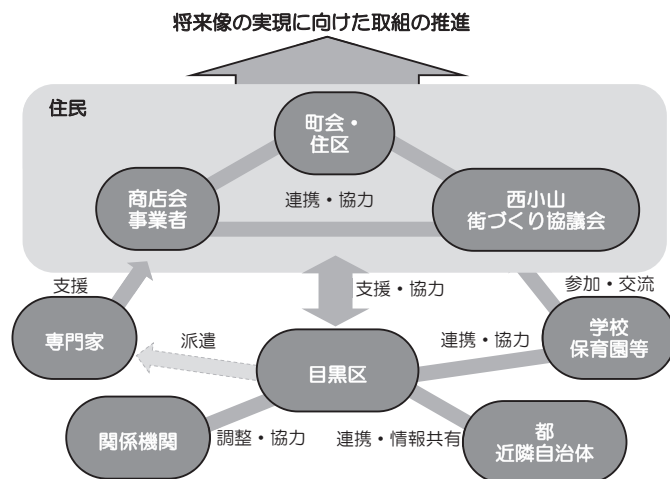 将来像の実現に向けた取組の推進
住民
町会・
住区
商店会
事業者
連携・協力
西小山
街づくり協議会
支援
支援・協力
参加・交流
専門家
派遣
目黒区
連携・協力
学校
保育園等
関係機関
調整・協力
連携・情報共有
都
近隣自治体